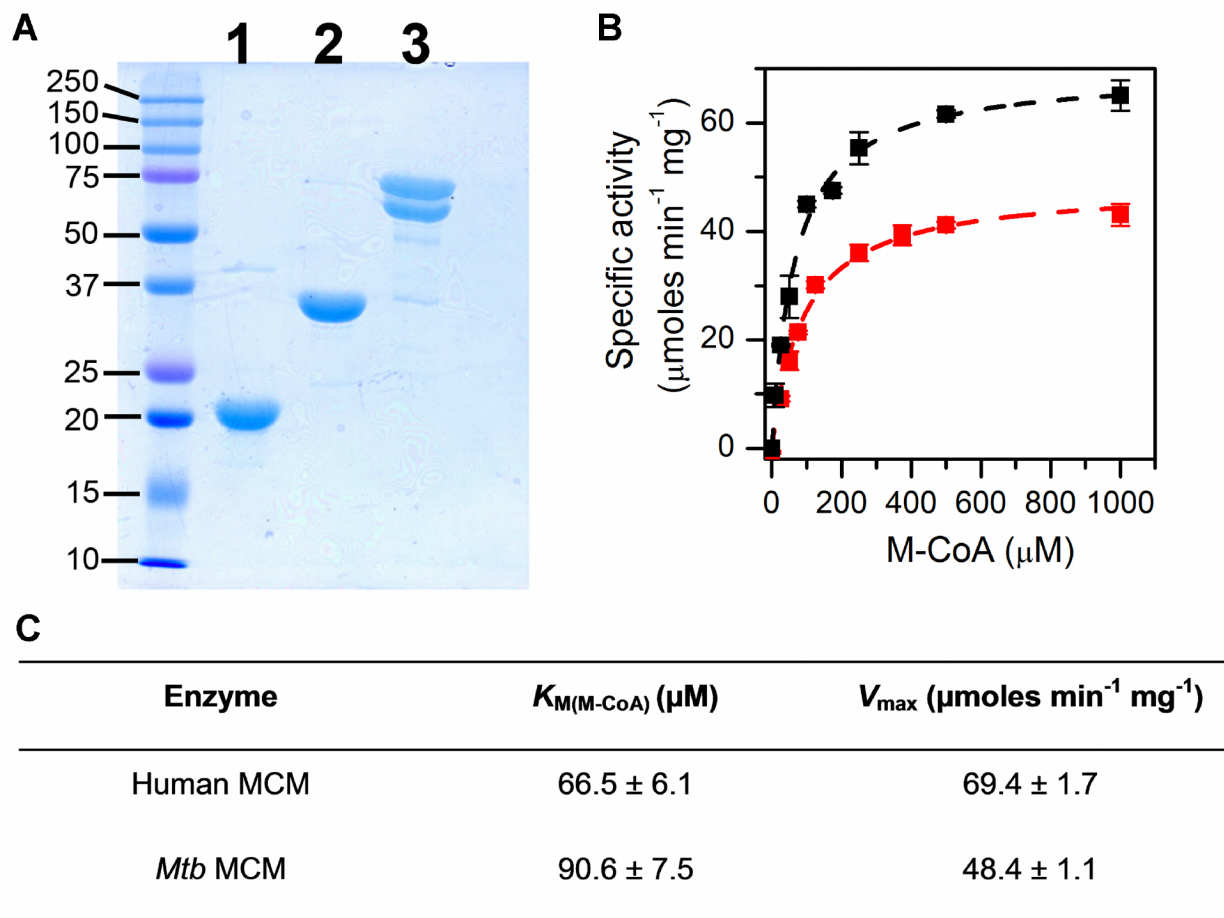 A
1 2 3
250
150
100
75
50
37
25
20
15
10
B
Specific activity
(μmoles min⁻¹ mg⁻¹)
60
40
20
0
0 200 400 600 800 1000
M-CoA (μM)
C
Enzyme K M(M-CoA) (μM) V max (μmoles min⁻¹ mg⁻¹)
Human MCM 66.5 ± 6.1 69.4 ± 1.7
Mtb MCM 90.6 ± 7.5 48.4 ± 1.1